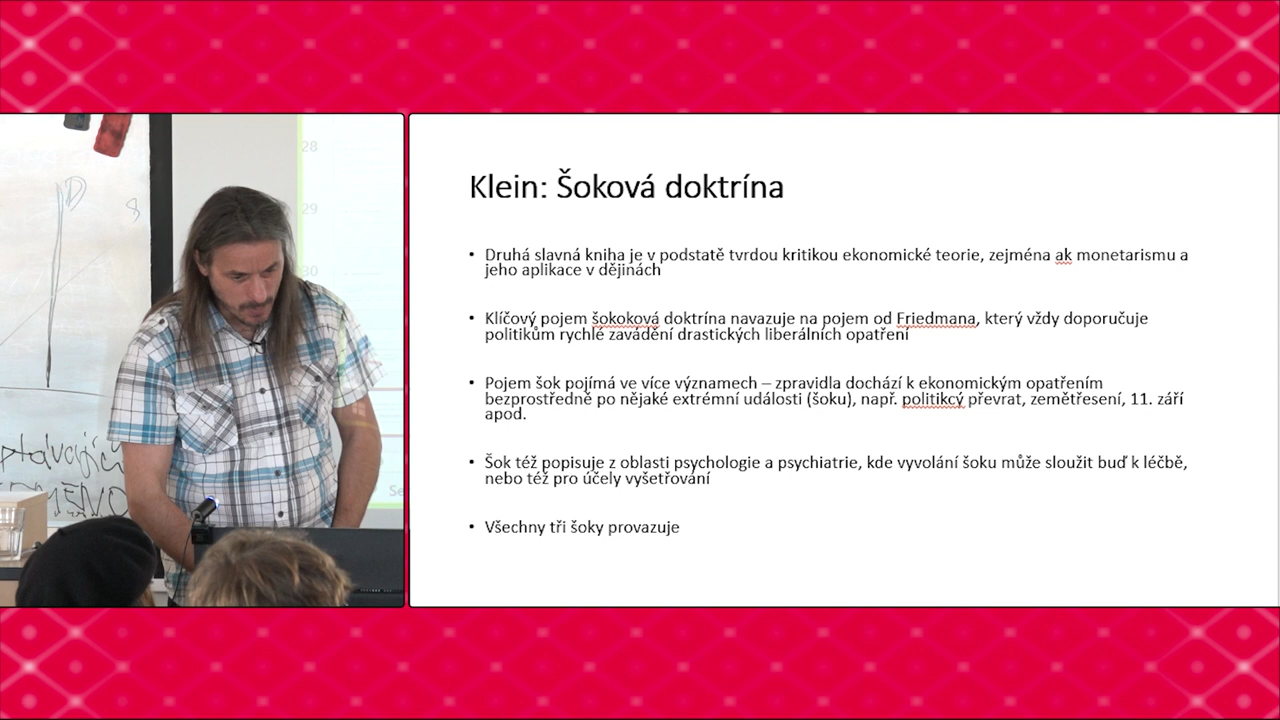 28
29
30
D
8
Klein: Šoková doktrína
• Druhá slavná kniha je v podstatě tvrdou kritikou ekonomické teorie, zejména ak monetarismu a
jeho aplikace v dějinách
• Klíčový pojem šokoková doktrína navazuje na pojem od Friedmana, který vždy doporučuje
politikům rychlé zavádění drastických liberálních opatření
• Pojem šok pojímá ve více významech – zpravidla dochází k ekonomickým opatřením
bezprostředně po nějaké extrémní události (šoku), např. politikcý převrat, zemětřesení, 11. září
apod.
• Šok též popisuje z oblasti psychologie a psychiatrie, kde vyvolání šoku může sloužit buď k léčbě,
nebo též pro účely vyšetřování
• Všechny tři šoky provazuje